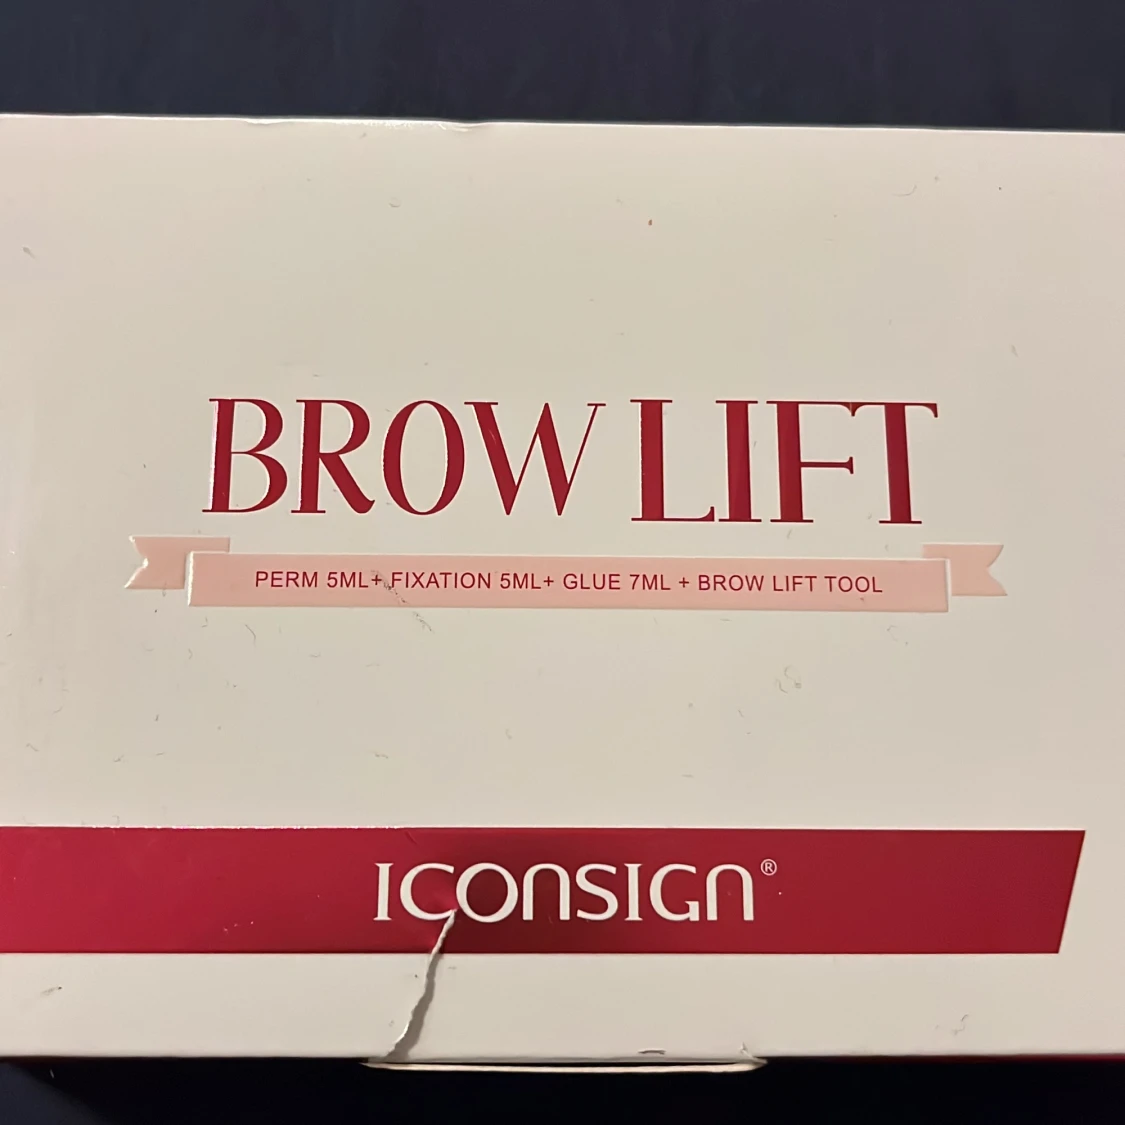 BROW LIFT
PERM 5ML+ FIXATION 5ML+ GLUE 7ML + BROW LIFT TOOL
ICONSIGN®